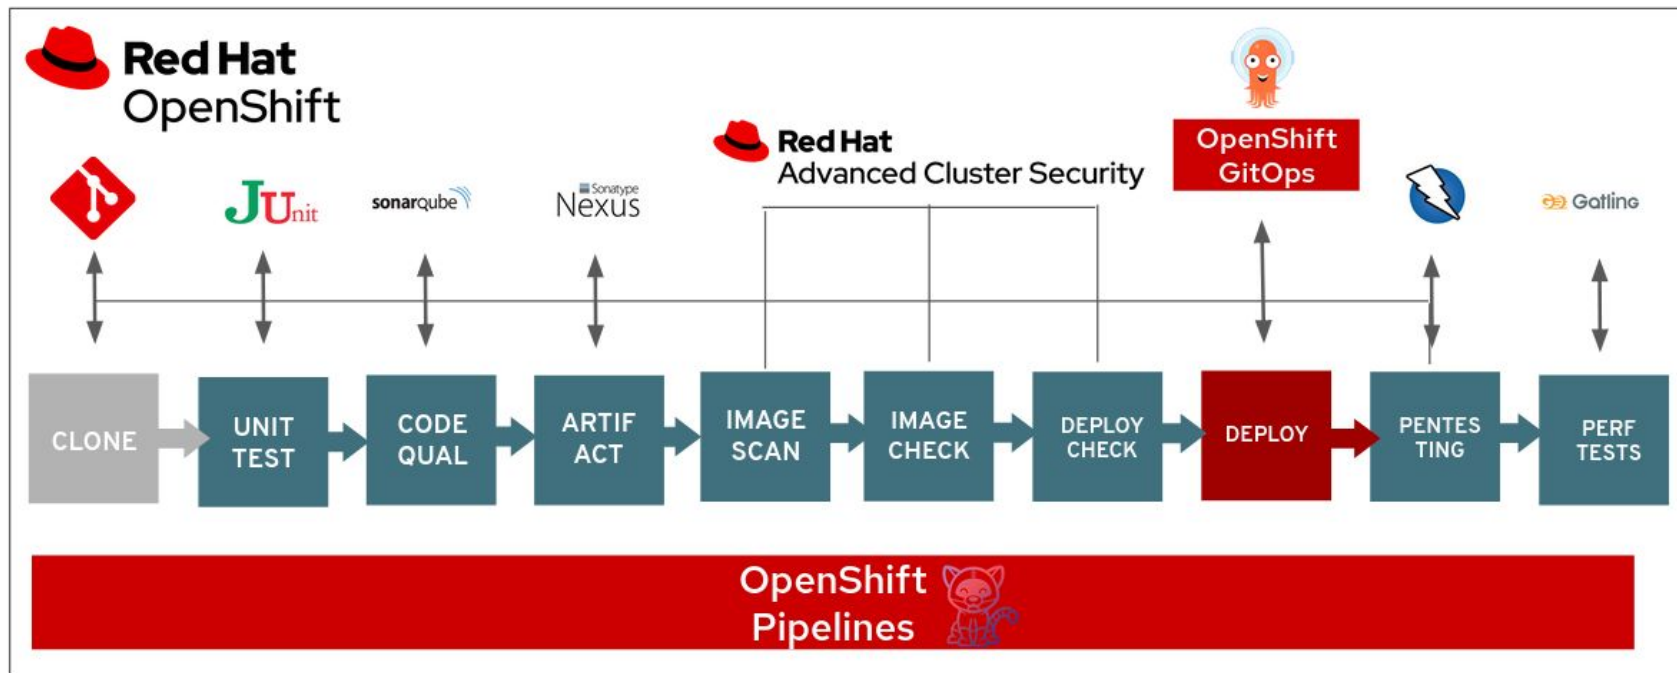 Red Hat
OpenShift
Red Hat
Advanced Cluster Security
OpenShift
GitOps
JUnit
sonarqube
Sonatype
Nexus
Gatling
CLONE
UNIT
TEST
CODE
QUAL
ARTIF
ACT
IMAGE
SCAN
IMAGE
CHECK
DEPLOY
CHECK
DEPLOY
PENTES
TING
PERF
TESTS
OpenShift
Pipelines